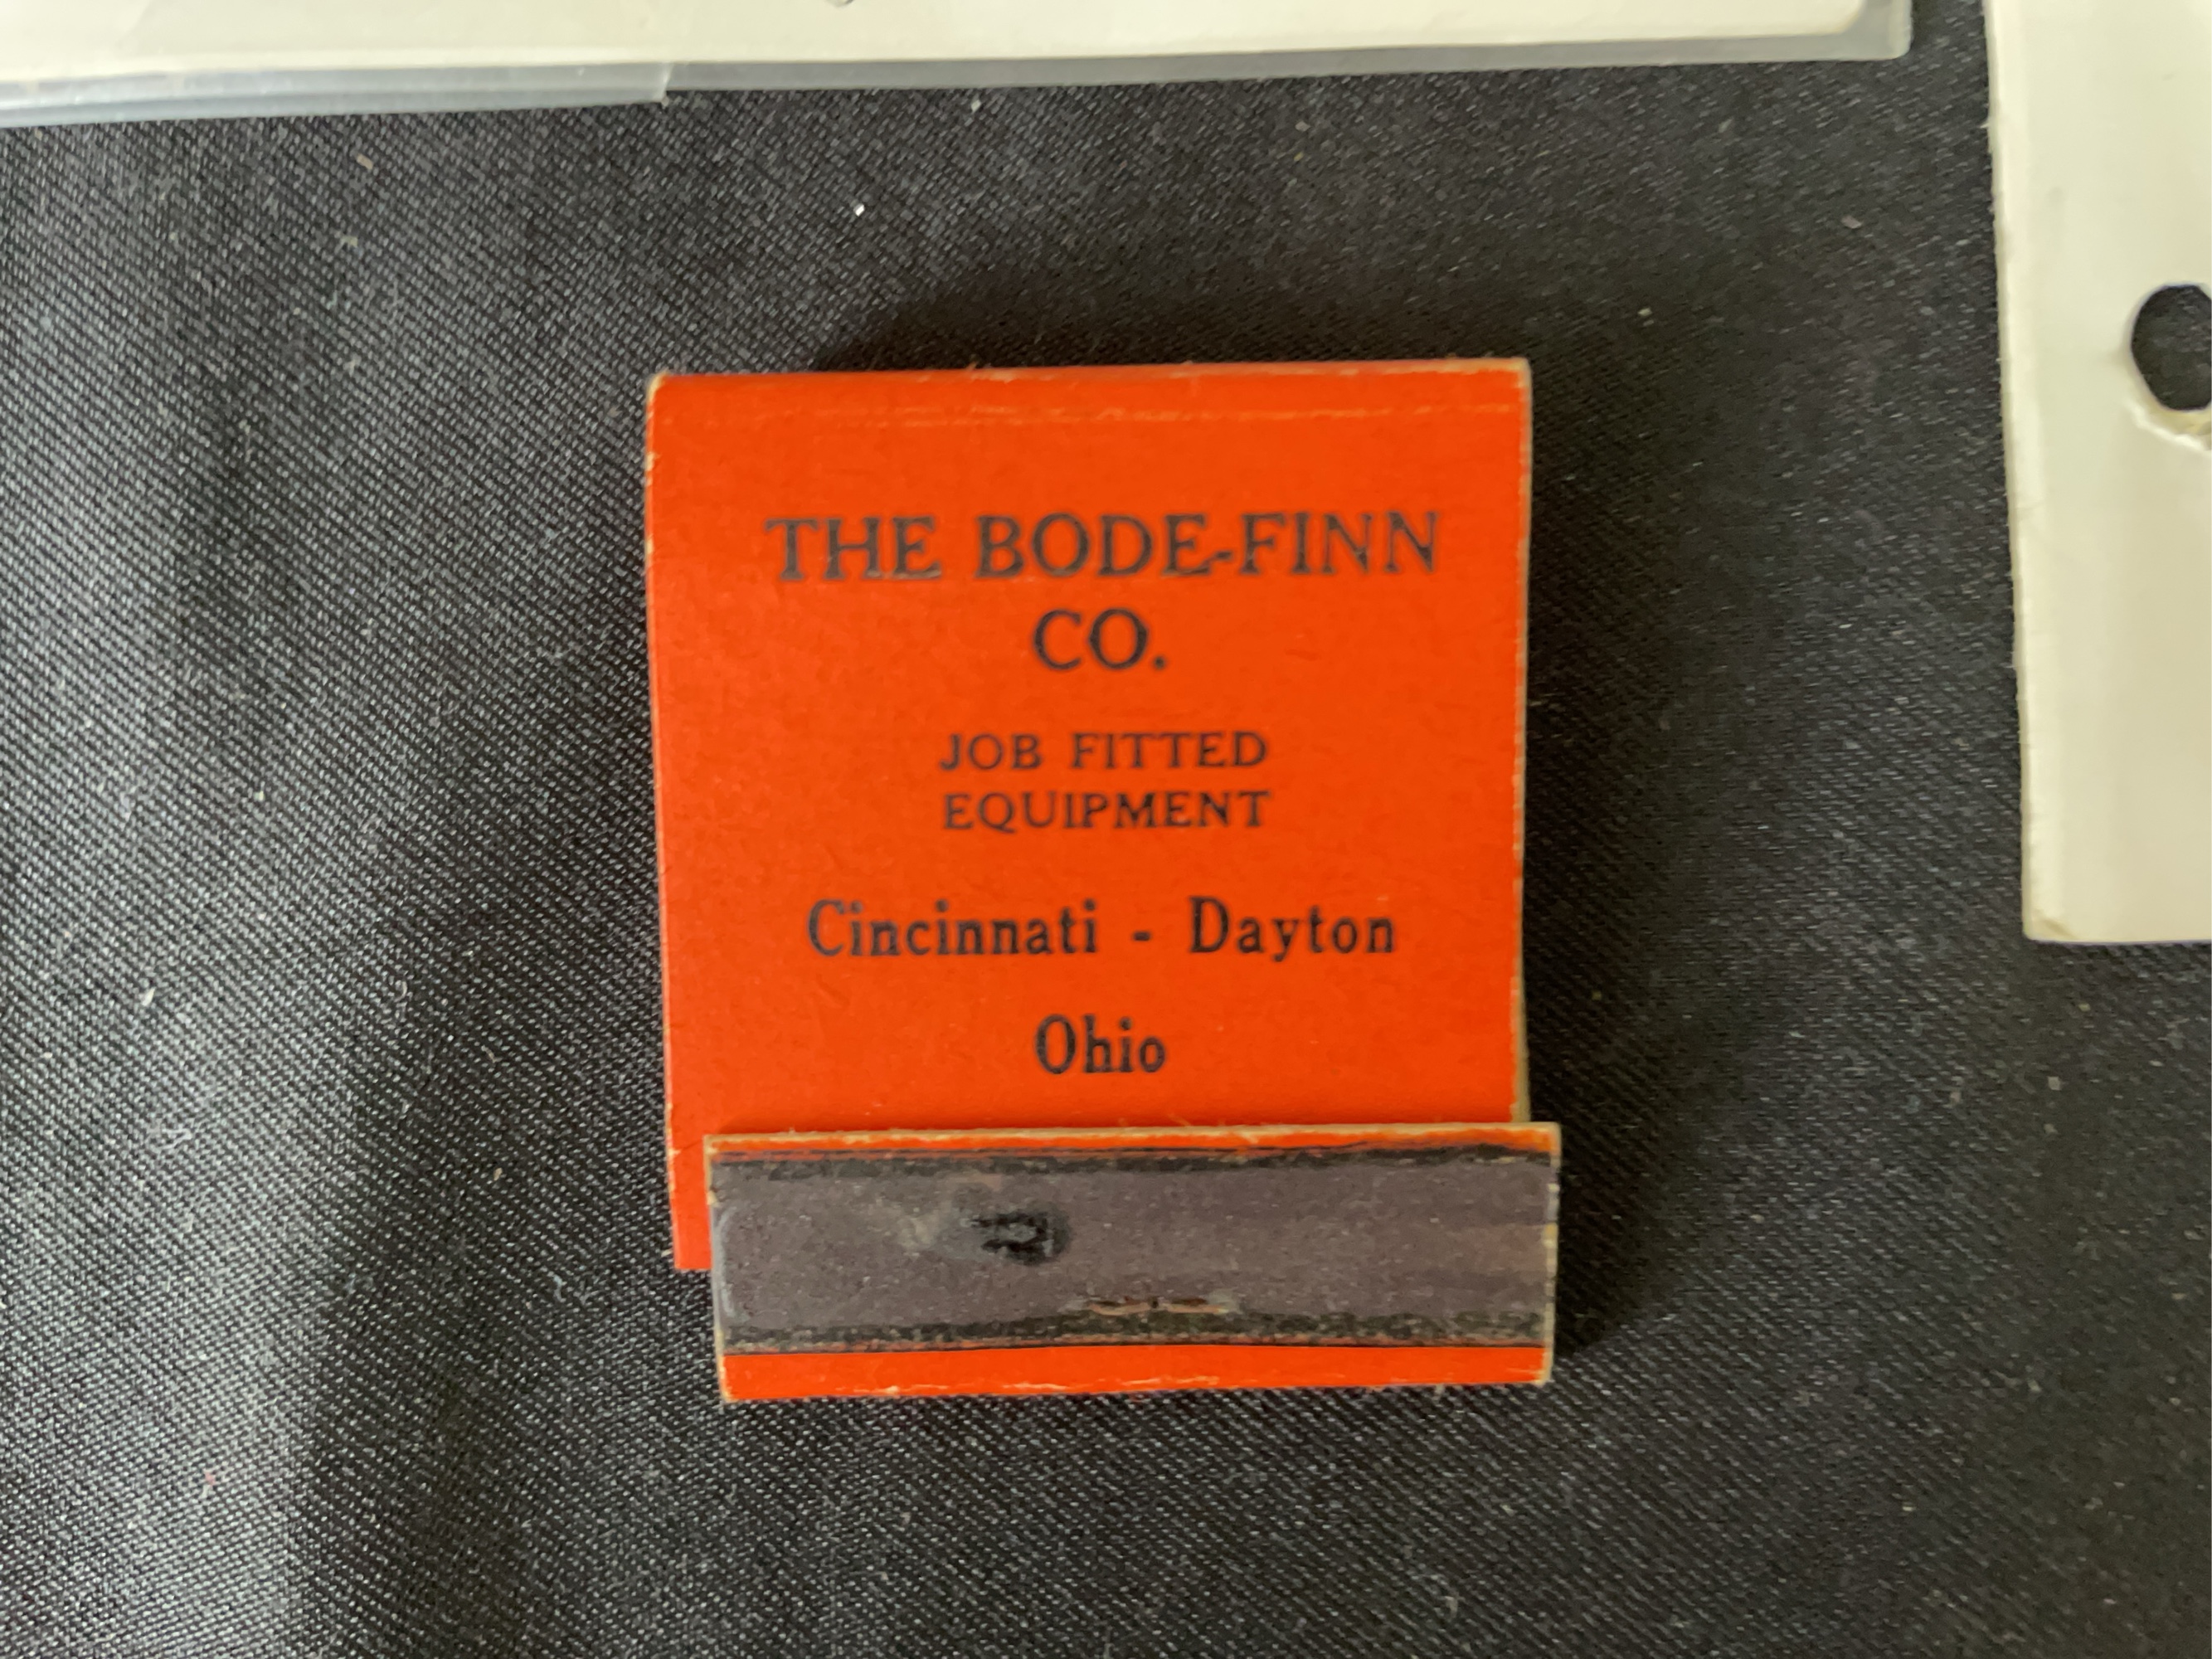 THE BODE-FINN
CO.
JOB FITTED
EQUIPMENT
Cincinnati - Dayton
Ohio